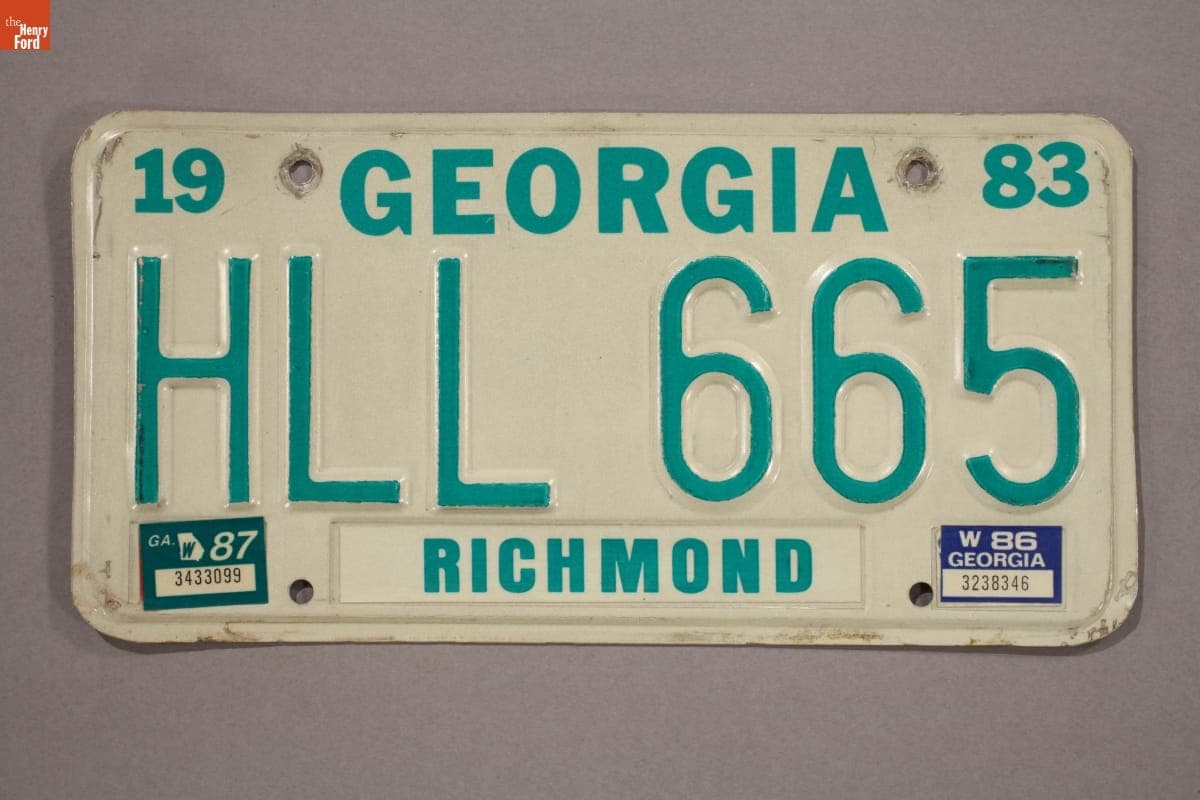 the
Henry
Ford
19 GEORGIA 83
HLL 665
GA. W 87
3433099
RICHMOND
W 86
GEORGIA
3238346